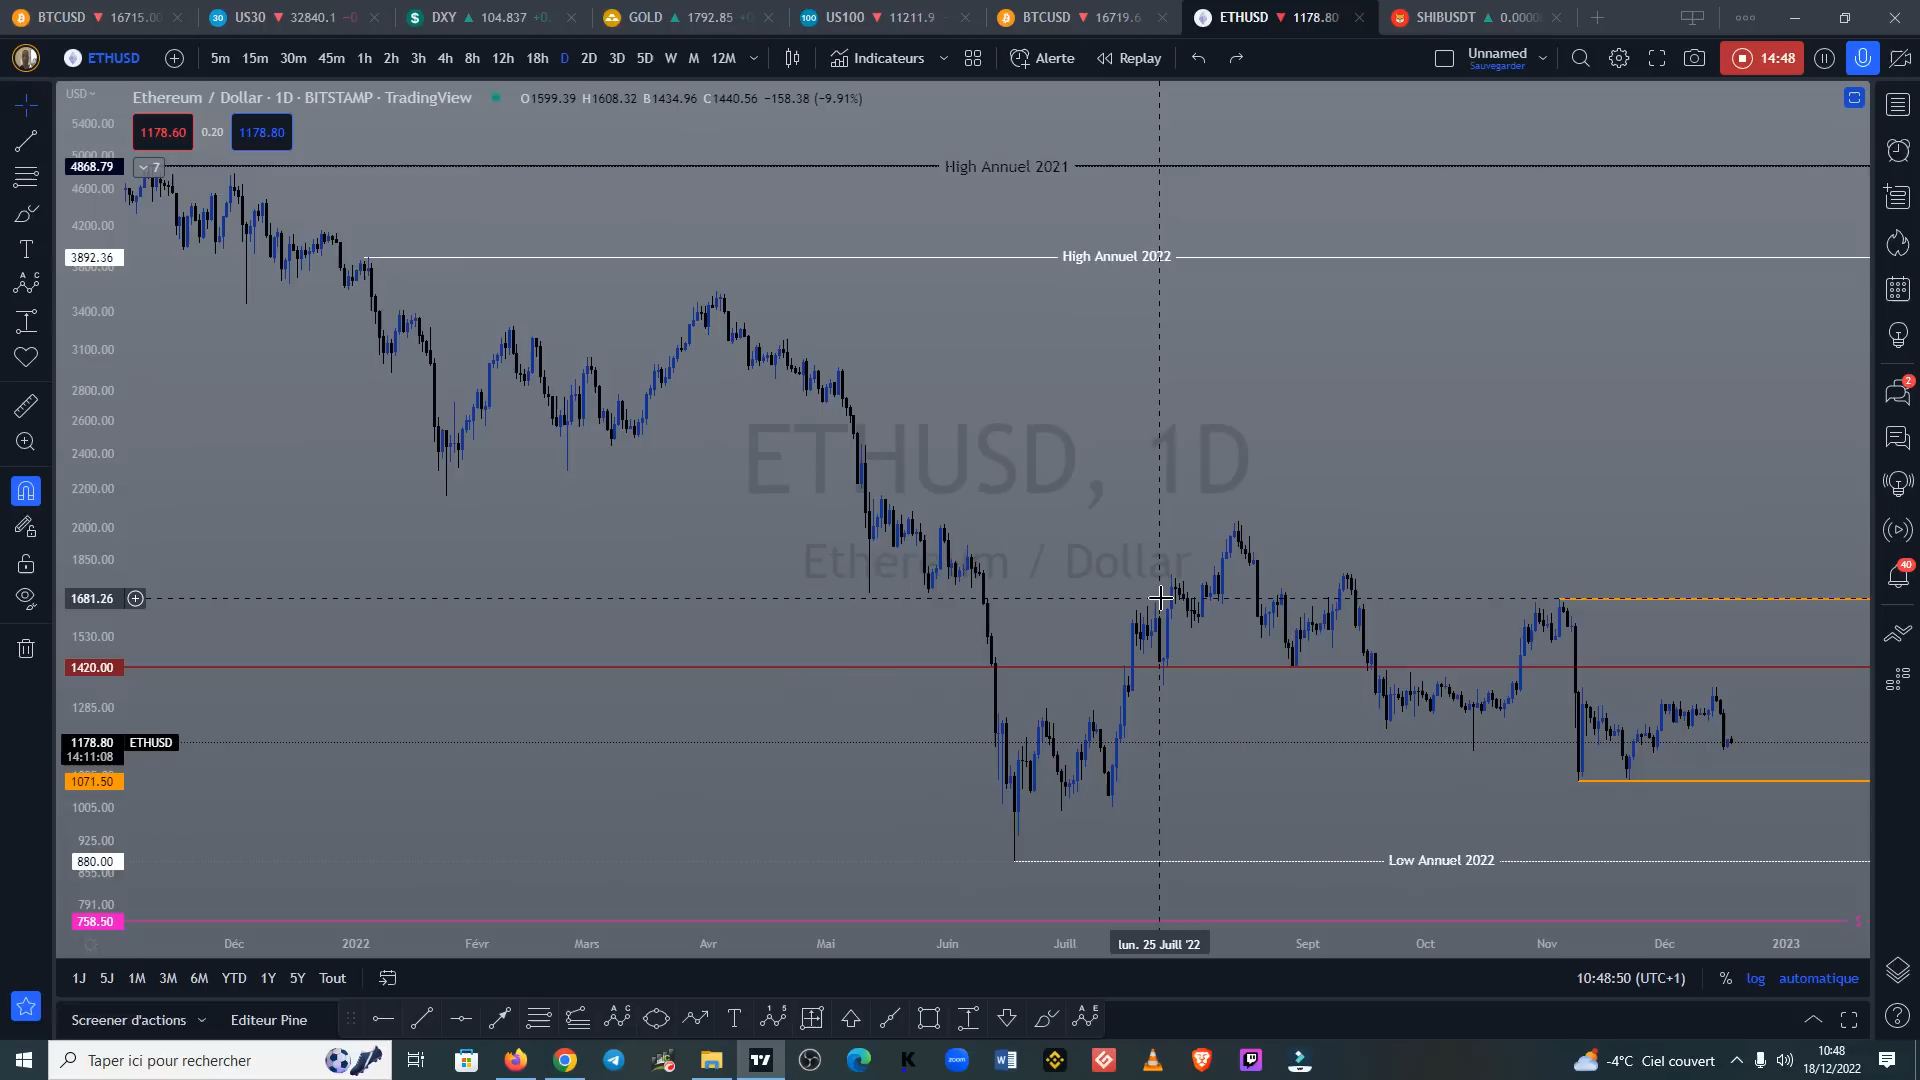 BTCUSD 16715.00
US30 32840.1
DXY 104.837
GOLD 1792.85
US100 11211.9
BTCUSD 16719.6
ETHUSD 1178.80
SHIBUSDT
ETHUSD 5m 15m 30m 45m 1h 2h 3h 4h 8h 12h 18h D 2D 3D 5D W M 12M Indicateurs Alerte Replay Unnamed 14:48
Sauvegarder
USD
Ethereum / Dollar · 1D · BITSTAMP · TradingView O1599.39 H1608.32 B1434.96 C1440.56 −158.38 (−9.91%)
1178.60 0.20 1178.80
7
5400.00
4868.79
High Annuel 2021
4600.00
4200.00
3892.36
High Annuel 2022
3400.00
3100.00
2800.00
2600.00
2400.00
ETHUSD, 1D
2200.00
2000.00
1850.00
Ethereum / Dollar
1681.26
1530.00
1420.00
1285.00
1178.80 ETHUSD
14:11:08
1071.50
1005.00
925.00
880.00
Low Annuel 2022
855.00
791.00
758.50
Déc 2022 Févr Mars Avr Mai Juin Juill lun. 25 Juill '22 Sept Oct Nov Déc 2023
1J 5J 1M 3M 6M YTD 1Y 5Y Tout 10:48:50 (UTC+1) % log automatique
Screener d'actions Editeur Pine
Taper ici pour rechercher
-4°C Ciel couvert
10:48
18/12/2022
2
40